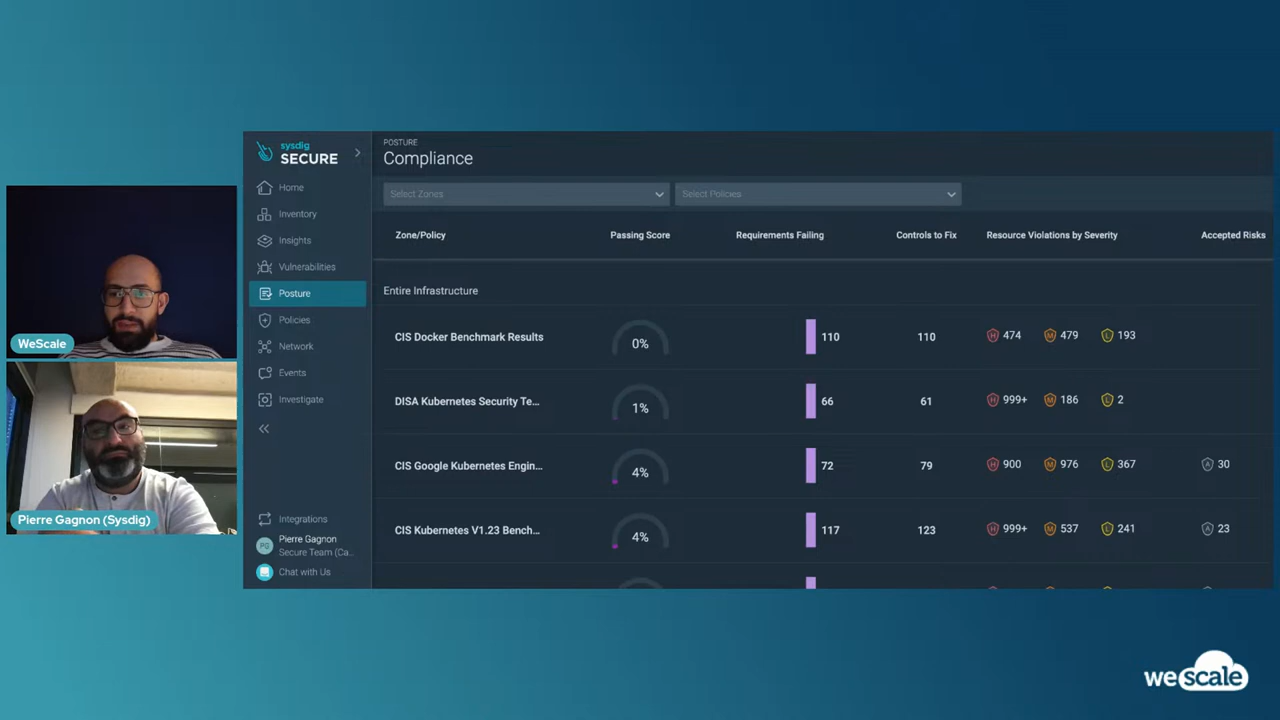 sysdig
SECURE
Home
Inventory
Insights
Vulnerabilities
Posture
Policies
Network
Events
Investigate
Integrations
PG
Pierre Gagnon
Secure Team (Ca...
Chat with Us
POSTURE
Compliance
Select Zones
Select Policies
Zone/Policy Passing Score Requirements Failing Controls to Fix Resource Violations by Severity Accepted Risks
Entire Infrastructure
CIS Docker Benchmark Results 0% 110 110 H 474 M 479 L 193
DISA Kubernetes Security Te... 1% 66 61 H 999+ M 186 L 2
CIS Google Kubernetes Engin... 4% 72 79 H 900 M 976 L 367 A 30
CIS Kubernetes V1.23 Bench... 4% 117 123 H 999+ M 537 L 241 A 23
WeScale
Pierre Gagnon (Sysdig)
wescale